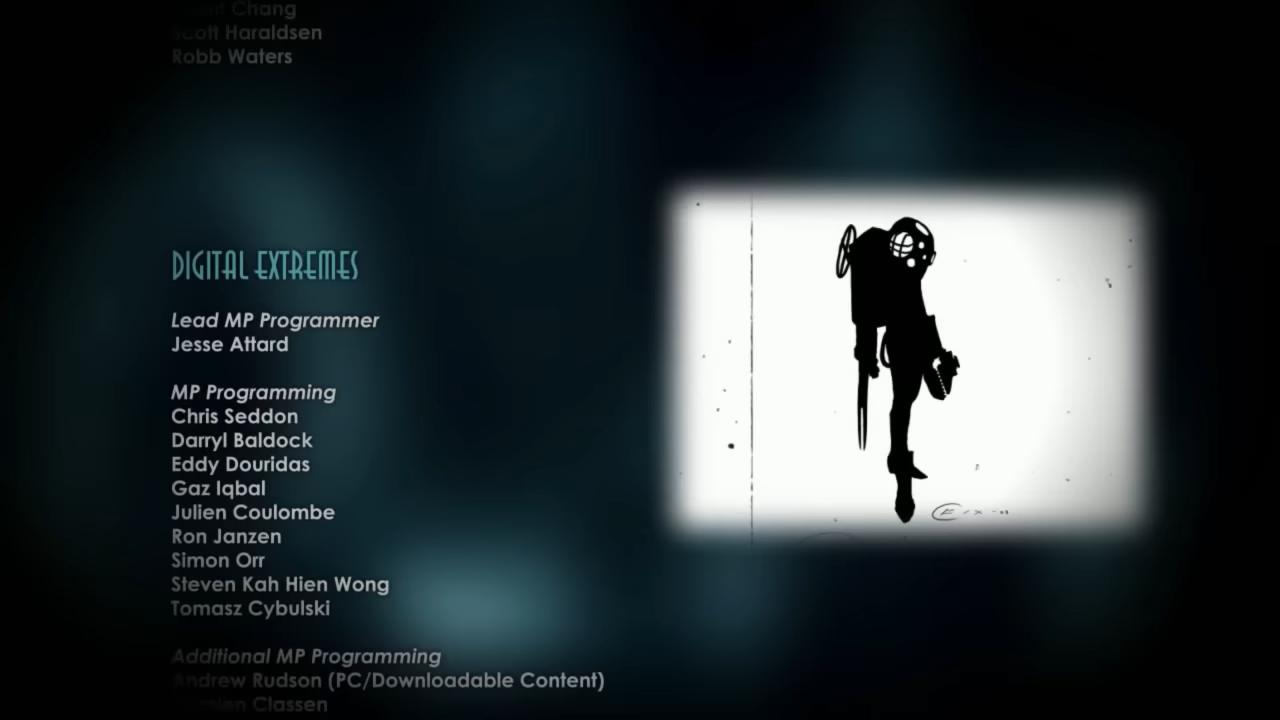 Chang
Scott Haraldsen
Robb Waters
DIGITAL EXTREMES
Lead MP Programmer
Jesse Attard
MP Programming
Chris Seddon
Darryl Baldock
Eddy Douridas
Gaz Iqbal
Julien Coulombe
Ron Janzen
Simon Orr
Steven Kah Hien Wong
Tomasz Cybulski
Additional MP Programming
Andrew Rudson (PC/Downloadable Content)
Classen